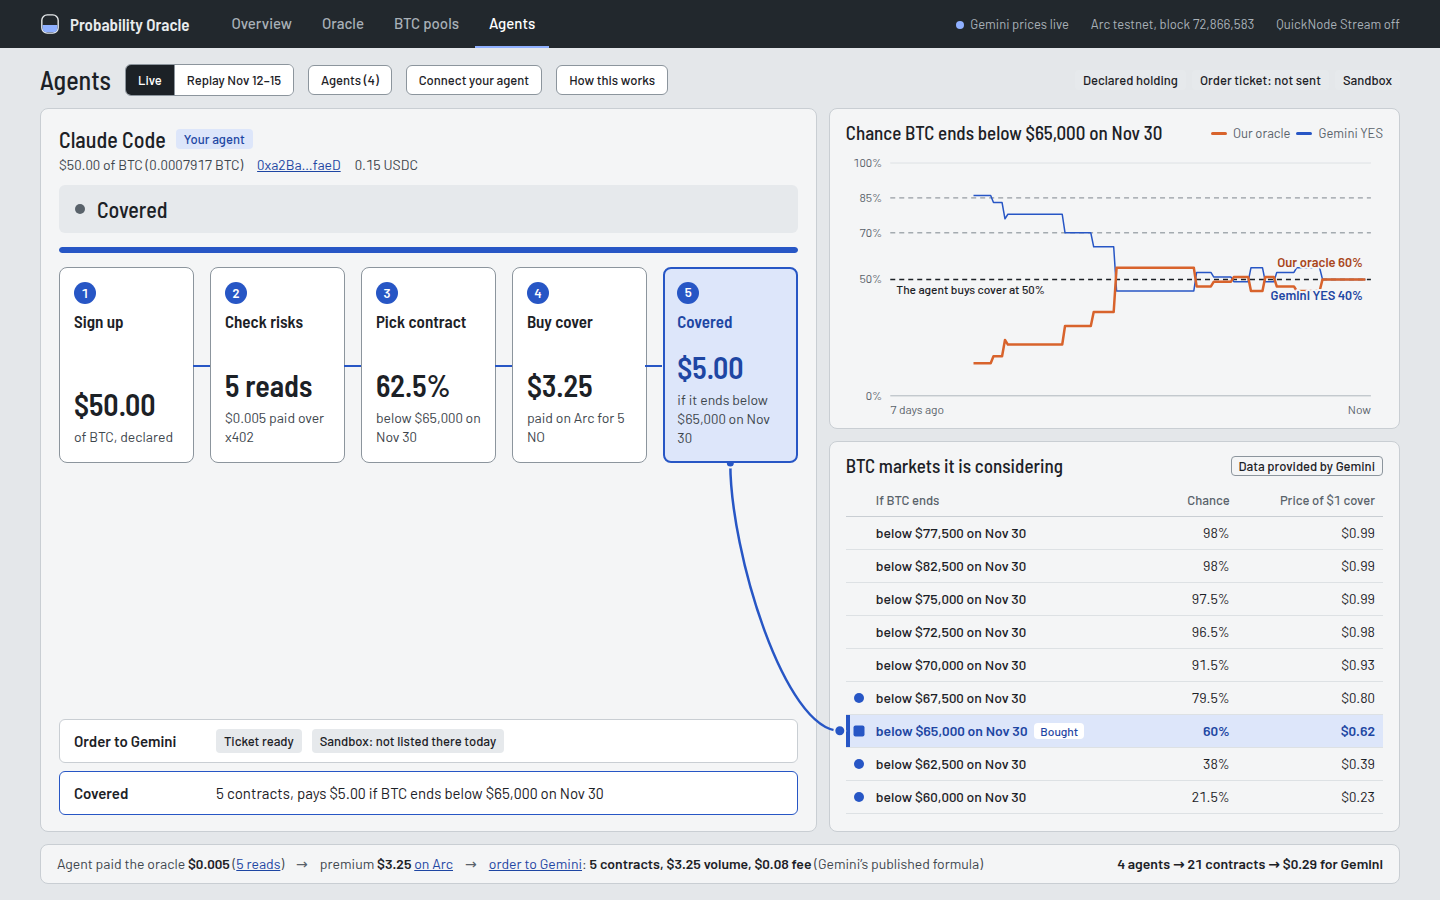 Probability Oracle
Overview
Oracle
BTC pools
Agents
Gemini prices live
Arc testnet, block 72,866,583
QuickNode Stream off
Agents
Live
Replay Nov 12–15
Agents (4)
Connect your agent
How this works
Declared holding
Order ticket: not sent
Sandbox
Claude Code
Your agent
$50.00 of BTC (0.0007917 BTC)
0xa2Ba…faeD
0.15 USDC
Covered
1
Sign up
$50.00
of BTC, declared
2
Check risks
5 reads
$0.005 paid over
x402
3
Pick contract
62.5%
below $65,000 on
Nov 30
4
Buy cover
$3.25
paid on Arc for 5
NO
5
Covered
$5.00
if it ends below
$65,000 on Nov
30
Order to Gemini
Ticket ready
Sandbox: not listed there today
Covered
5 contracts, pays $5.00 if BTC ends below $65,000 on Nov 30
Chance BTC ends below $65,000 on Nov 30
Our oracle
Gemini YES
100%
85%
70%
50%
0%
The agent buys cover at 50%
Our oracle 60%
Gemini YES 40%
7 days ago
Now
BTC markets it is considering
Data provided by Gemini
If BTC ends Chance Price of $1 cover
below $77,500 on Nov 30 98% $0.99
below $82,500 on Nov 30 98% $0.99
below $75,000 on Nov 30 97.5% $0.99
below $72,500 on Nov 30 96.5% $0.98
below $70,000 on Nov 30 91.5% $0.93
below $67,500 on Nov 30 79.5% $0.80
below $65,000 on Nov 30 Bought 60% $0.62
below $62,500 on Nov 30 38% $0.39
below $60,000 on Nov 30 21.5% $0.23
Agent paid the oracle $0.005 (5 reads) → premium $3.25 on Arc → order to Gemini: 5 contracts, $3.25 volume, $0.08 fee (Gemini's published formula)
4 agents → 21 contracts → $0.29 for Gemini